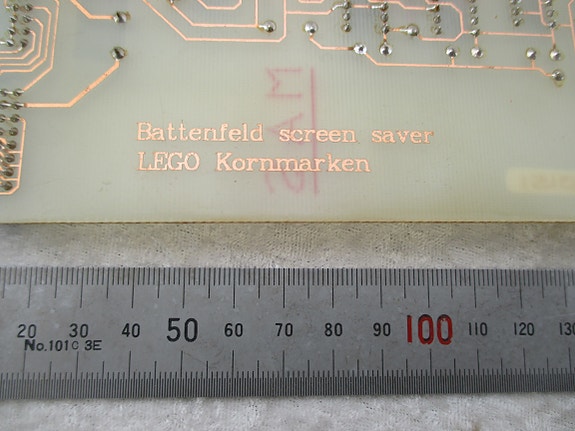 Battenfeld screen saver
LEGO Kornmarken
20 30 40 50 60 70 80 90 100 110 120 130
No.101C 3E